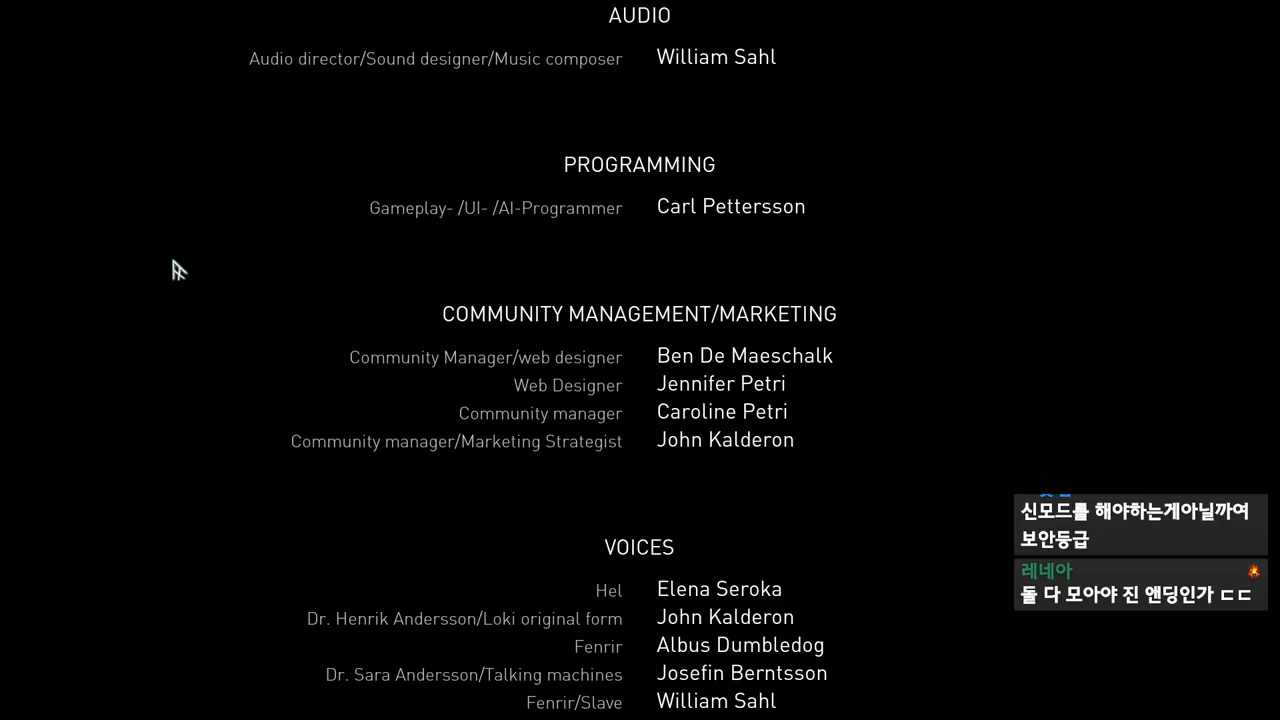 AUDIO
Audio director/Sound designer/Music composer William Sahl
PROGRAMMING
Gameplay- /UI- /AI-Programmer Carl Pettersson
COMMUNITY MANAGEMENT/MARKETING
Community Manager/web designer Ben De Maeschalk
Web Designer Jennifer Petri
Community manager Caroline Petri
Community manager/Marketing Strategist John Kalderon
VOICES
Hel Elena Seroka
Dr. Henrik Andersson/Loki original form John Kalderon
Fenrir Albus Dumbledog
Dr. Sara Andersson/Talking machines Josefin Berntsson
Fenrir/Slave William Sahl
신모드를 해야하는게아닐까여
보안등급
레네아
돌 다 모아야 진 앤딩인가 ㄷㄷ